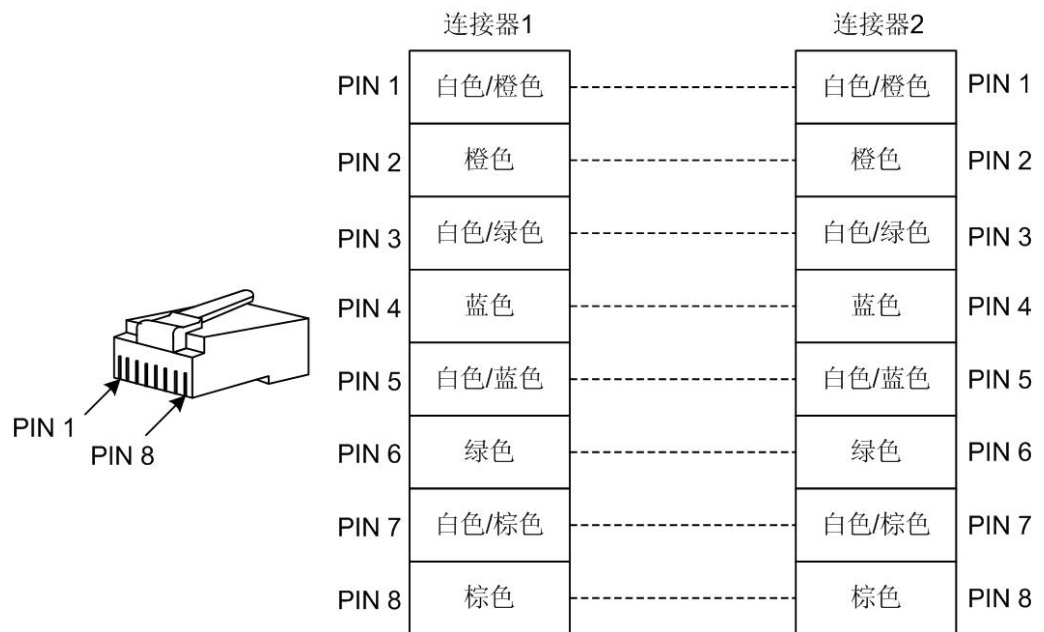 连接器1 连接器2
PIN 1 白色/橙色 白色/橙色 PIN 1
PIN 2 橙色 橙色 PIN 2
PIN 3 白色/绿色 白色/绿色 PIN 3
PIN 4 蓝色 蓝色 PIN 4
PIN 5 白色/蓝色 白色/蓝色 PIN 5
PIN 6 绿色 绿色 PIN 6
PIN 7 白色/棕色 白色/棕色 PIN 7
PIN 8 棕色 棕色 PIN 8
PIN 1
PIN 8